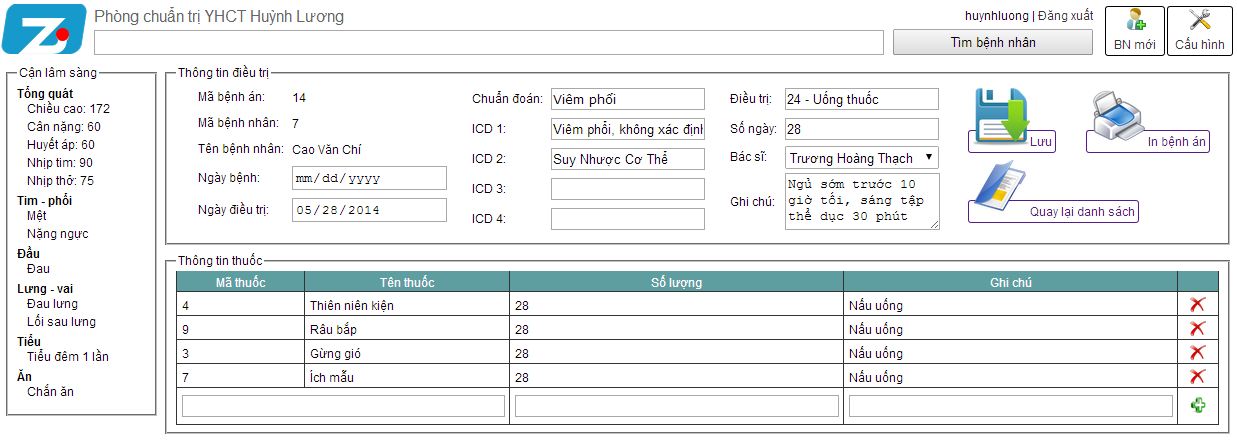 Phòng chuẩn trị YHCT Huỳnh Lương
huynhluong | Đăng xuất
Tìm bệnh nhân
BN mới
Cấu hình
Cận lâm sàng
Tổng quát
Chiều cao: 172
Cân nặng: 60
Huyết áp: 60
Nhịp tim: 90
Nhịp thở: 75
Tim - phổi
Mệt
Nặng ngực
Đầu
Đau
Lưng - vai
Đau lưng
Lối sau lưng
Tiểu
Tiểu đêm 1 lần
Ăn
Chấn ăn
Thông tin điều trị
Mã bệnh án: 14
Mã bệnh nhân: 7
Tên bệnh nhân: Cao Văn Chí
Ngày bệnh: mm/dd/yyyy
Ngày điều trị: 05/28/2014
Chuẩn đoán: Viêm phối
ICD 1: Viêm phổi, không xác định
ICD 2: Suy Nhược Cơ Thể
ICD 3:
ICD 4:
Điều trị: 24 - Uống thuốc
Số ngày: 28
Bác sĩ: Trương Hoàng Thạch
Ghi chú: Ngủ sớm trước 10
giờ tối, sáng tập
thể dục 30 phút
Lưu
In bệnh án
Quay lại danh sách
Thông tin thuốc
Mã thuốc Tên thuốc Số lượng Ghi chú
4 Thiên niên kiện 28 Nấu uống
9 Râu bắp 28 Nấu uống
3 Gừng gió 28 Nấu uống
7 Ích mẫu 28 Nấu uống